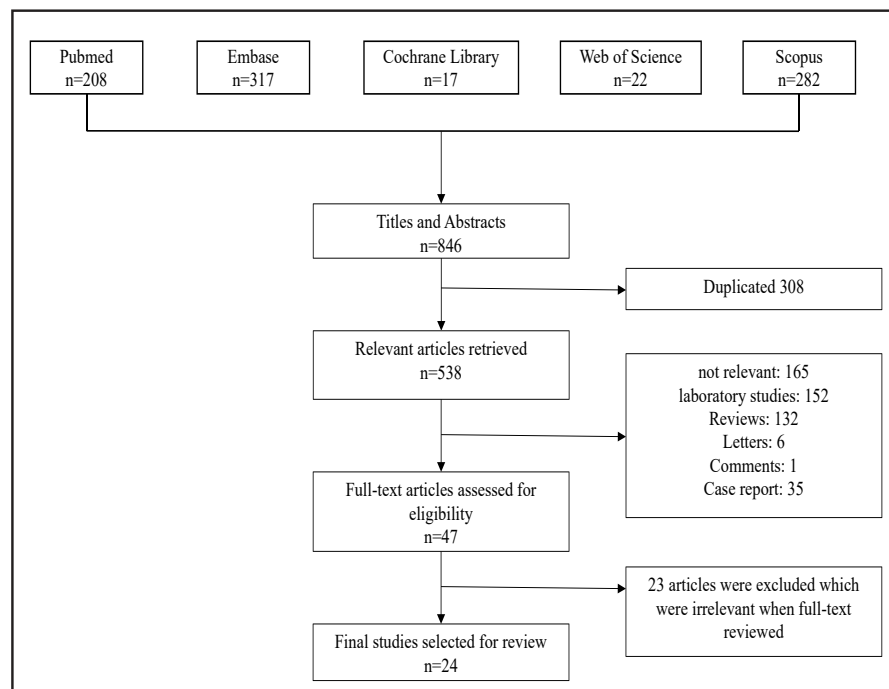 Pubmed
n=208
Embase
n=317
Cochrane Library
n=17
Web of Science
n=22
Scopus
n=282
Titles and Abstracts
n=846
Duplicated 308
Relevant articles retrieved
n=538
not relevant: 165
laboratory studies: 152
Reviews: 132
Letters: 6
Comments: 1
Case report: 35
Full-text articles assessed for
eligibility
n=47
23 articles were excluded which
were irrelevant when full-text
reviewed
Final studies selected for review
n=24